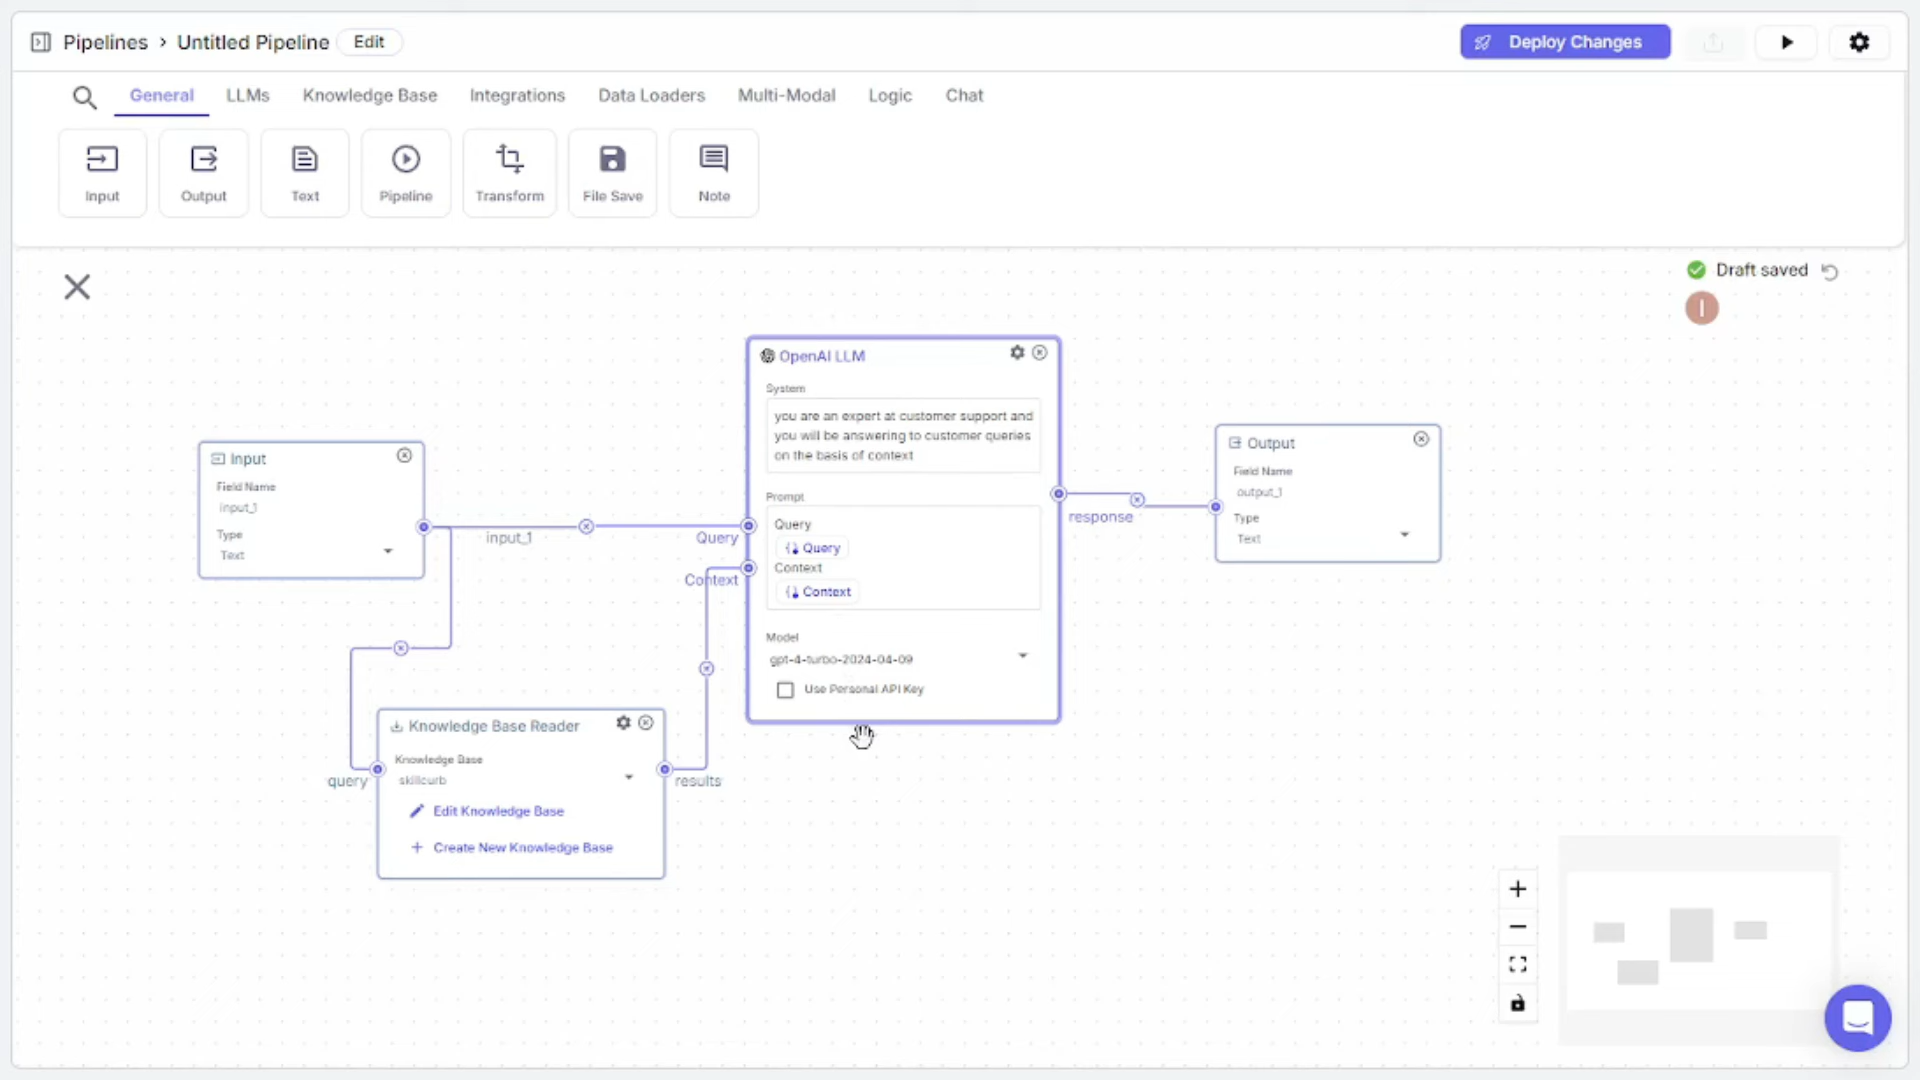 Pipelines › Untitled Pipeline Edit
Deploy Changes
General LLMs Knowledge Base Integrations Data Loaders Multi-Modal Logic Chat
Input Output Text Pipeline Transform File Save Note
Draft saved
I
Input
Field Name
input_1
Type
Text
input_1
Query
Context
OpenAI LLM
System
you are an expert at customer support and
you will be answering to customer queries
on the basis of context
Prompt
Query
Query
Context
Context
Model
gpt-4-turbo-2024-04-09
Use Personal API Key
response
Output
Field Name
output_1
Type
Text
query
Knowledge Base Reader
Knowledge Base
skillcurb
Edit Knowledge Base
+ Create New Knowledge Base
results